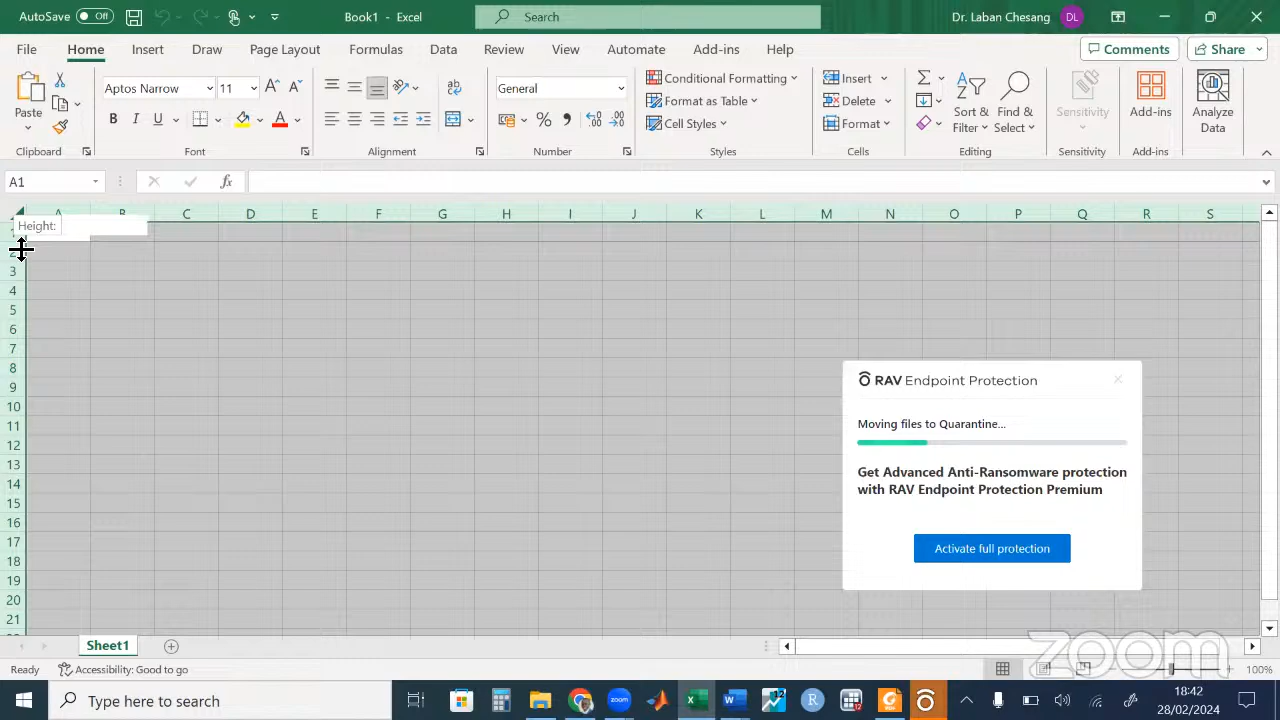 AutoSave Off Book1 - Excel Search Dr. Laban Chesang DL
File Home Insert Draw Page Layout Formulas Data Review View Automate Add-ins Help Comments Share
Paste
Clipboard
Aptos Narrow 11
B I U A
Font
Alignment
General
Number
Conditional Formatting
Format as Table
Cell Styles
Styles
Insert
Delete
Format
Cells
Sort & Filter
Find & Select
Editing
Sensitivity
Sensitivity
Add-ins
Add-ins
Analyze Data
A1 fx
A B C D E F G H I J K L M N O P Q R S
Height:
2
3
4
5
6
7
8
9
10
11
12
13
14
15
16
17
18
19
20
21
RAV Endpoint Protection
Moving files to Quarantine...
Get Advanced Anti-Ransomware protection
with RAV Endpoint Protection Premium
Activate full protection
Sheet1
Ready Accessibility: Good to go 100%
zoom
Type here to search zoom 12 R 18:42
28/02/2024